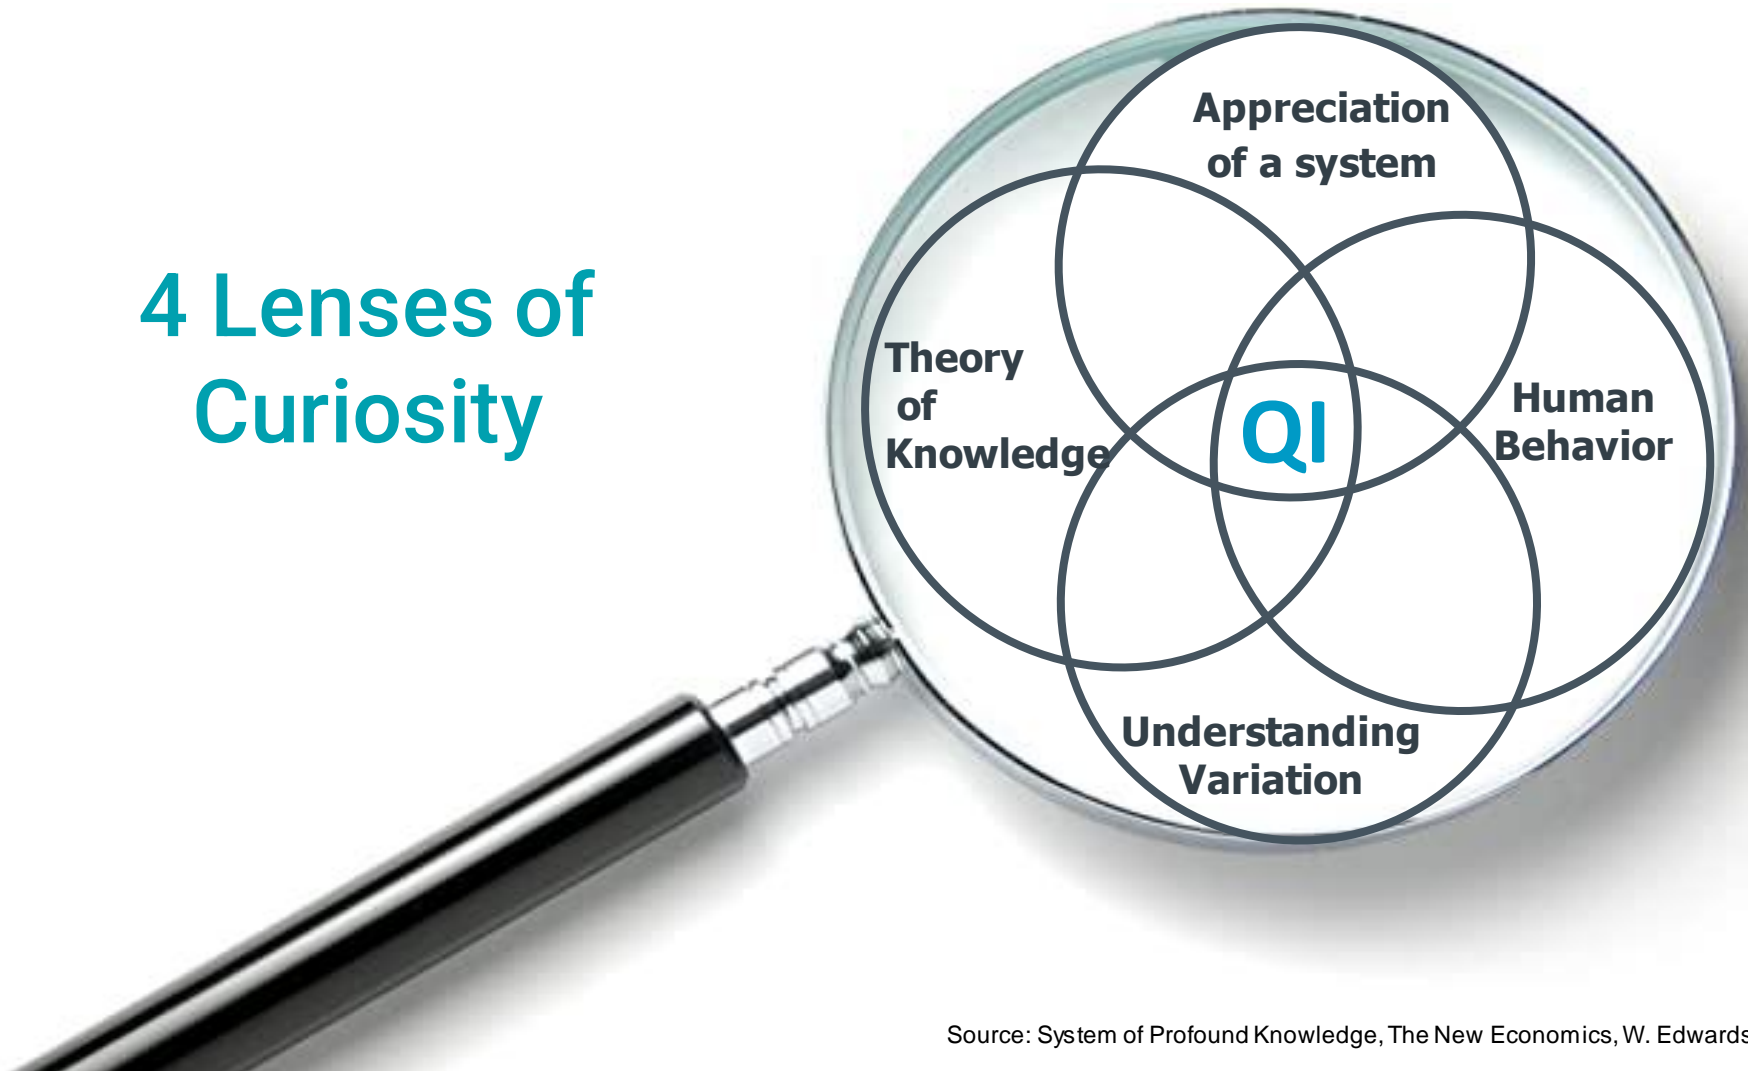 4 Lenses of
Curiosity
Appreciation
of a system
Theory
of
Knowledge
QI
Human
Behavior
Understanding
Variation
Source: System of Profound Knowledge, The New Economics, W. Edwards